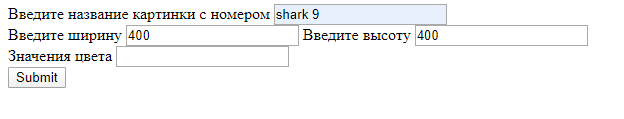 Введите название картинки с номером shark 9
Введите ширину 400 Введите высоту 400
Значения цвета
Submit